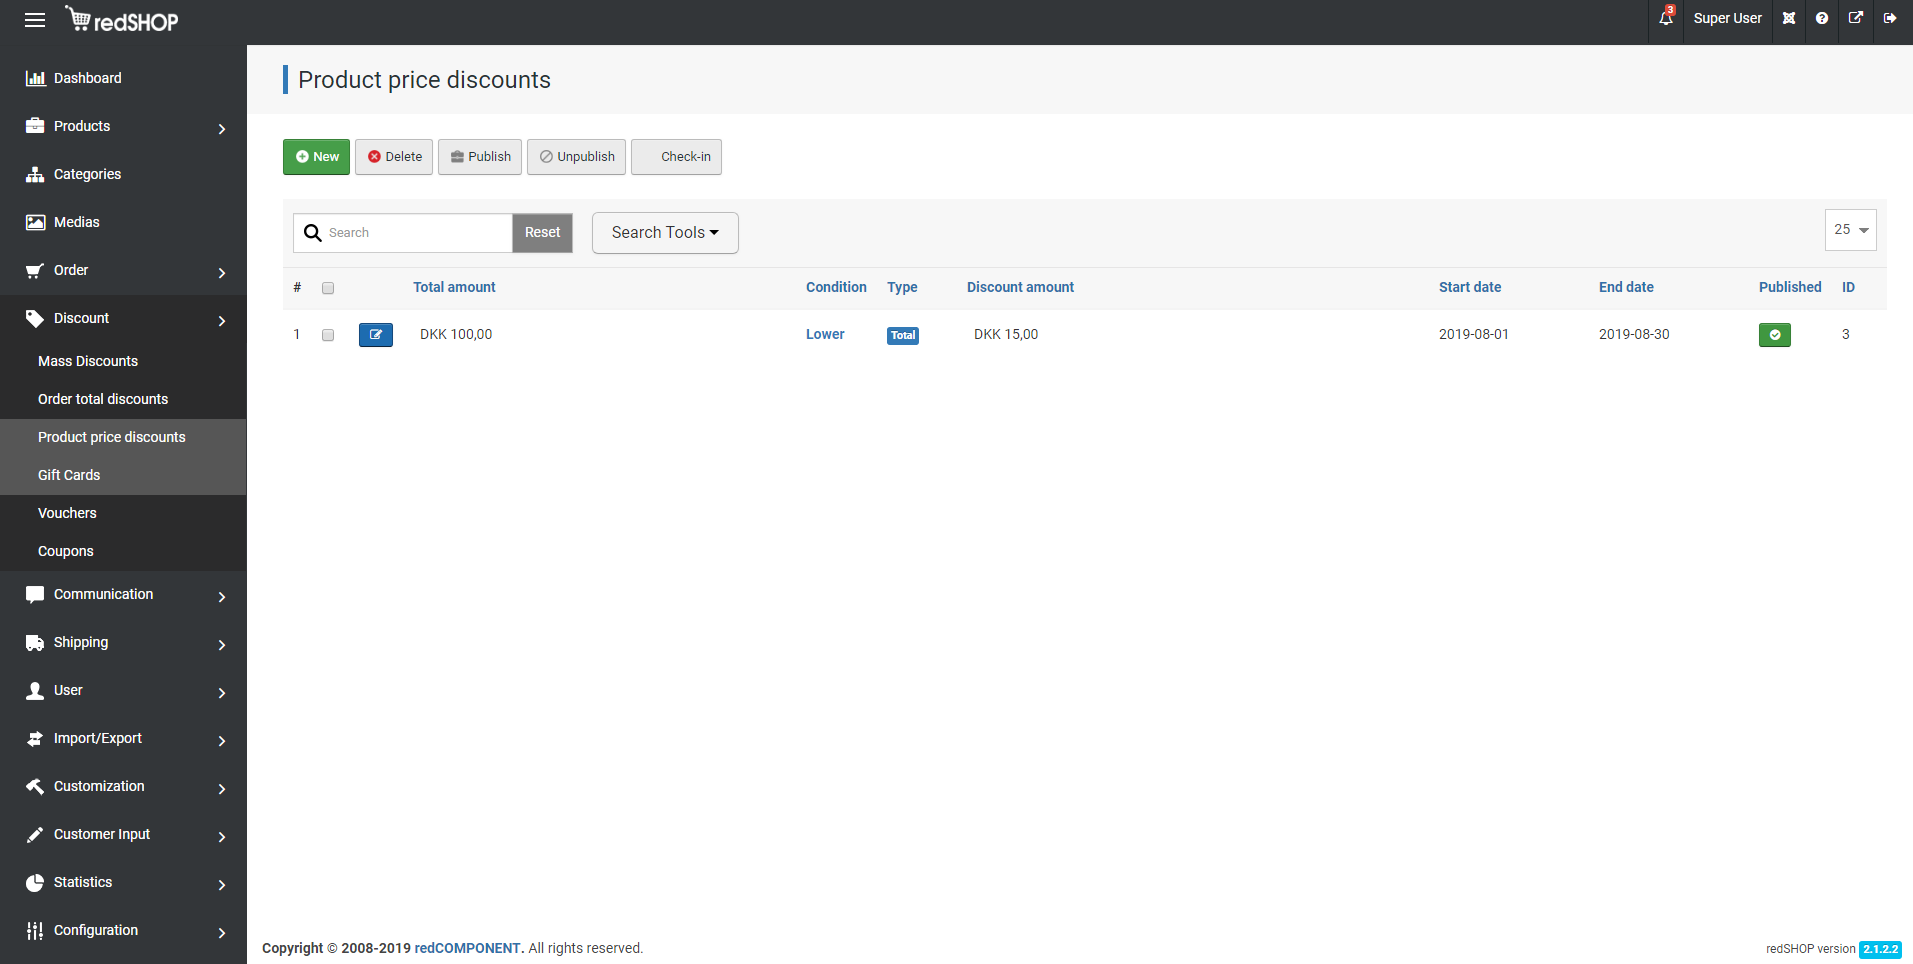 redSHOP
3
Super User
Dashboard
Products
Categories
Medias
Order
Discount
Mass Discounts
Order total discounts
Product price discounts
Gift Cards
Vouchers
Coupons
Communication
Shipping
User
Import/Export
Customization
Customer Input
Statistics
Configuration
Product price discounts
New Delete Publish Unpublish Check-in
Search Reset Search Tools 25
# Total amount Condition Type Discount amount Start date End date Published ID
1 DKK 100,00 Lower Total DKK 15,00 2019-08-01 2019-08-30 3
Copyright © 2008-2019 redCOMPONENT. All rights reserved.
redSHOP version 2.1.2.2